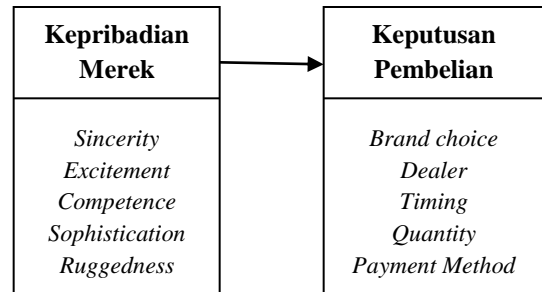 Kepribadian
Merek
Sincerity
Excitement
Competence
Sophistication
Ruggedness
Keputusan
Pembelian
Brand choice
Dealer
Timing
Quantity
Payment Method